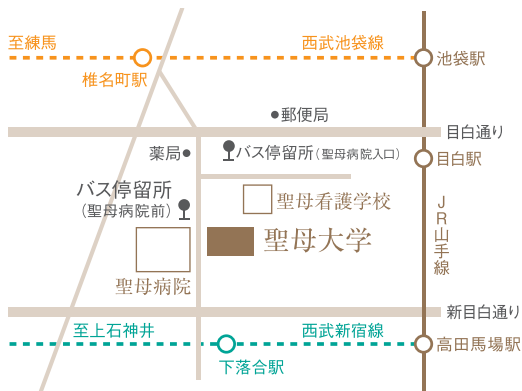 至練馬
西武池袋線
池袋駅
椎名町駅
郵便局
目白通り
薬局
バス停留所（聖母病院入口）
目白駅
バス停留所
（聖母病院前）
聖母看護学校
JR山手線
聖母大学
聖母病院
新目白通り
至上石神井
西武新宿線
高田馬場駅
下落合駅